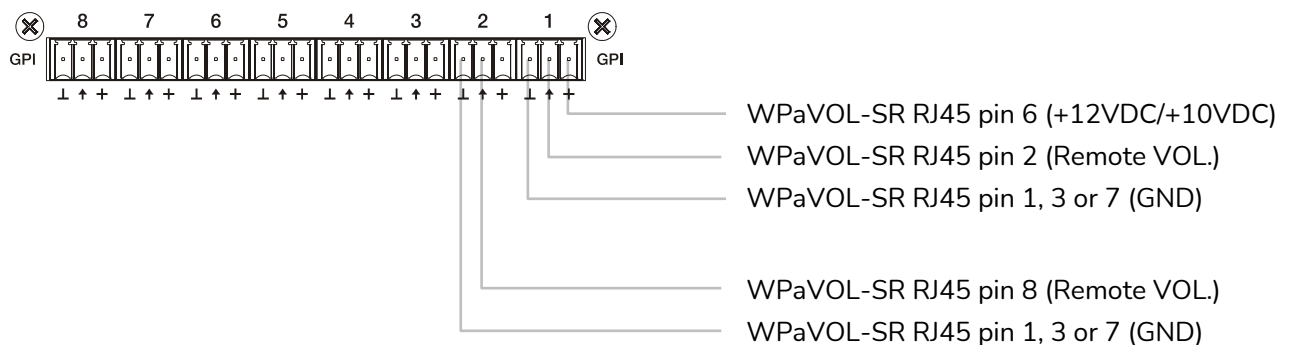 8 7 6 5 4 3 2 1
GPI GPI
⊥ ↑ + ⊥ ↑ + ⊥ ↑ + ⊥ ↑ + ⊥ ↑ + ⊥ ↑ + ⊥ ↑ + ⊥ ↑ +
WPaVOL-SR RJ45 pin 6 (+12VDC/+10VDC)
WPaVOL-SR RJ45 pin 2 (Remote VOL.)
WPaVOL-SR RJ45 pin 1, 3 or 7 (GND)
WPaVOL-SR RJ45 pin 8 (Remote VOL.)
WPaVOL-SR RJ45 pin 1, 3 or 7 (GND)